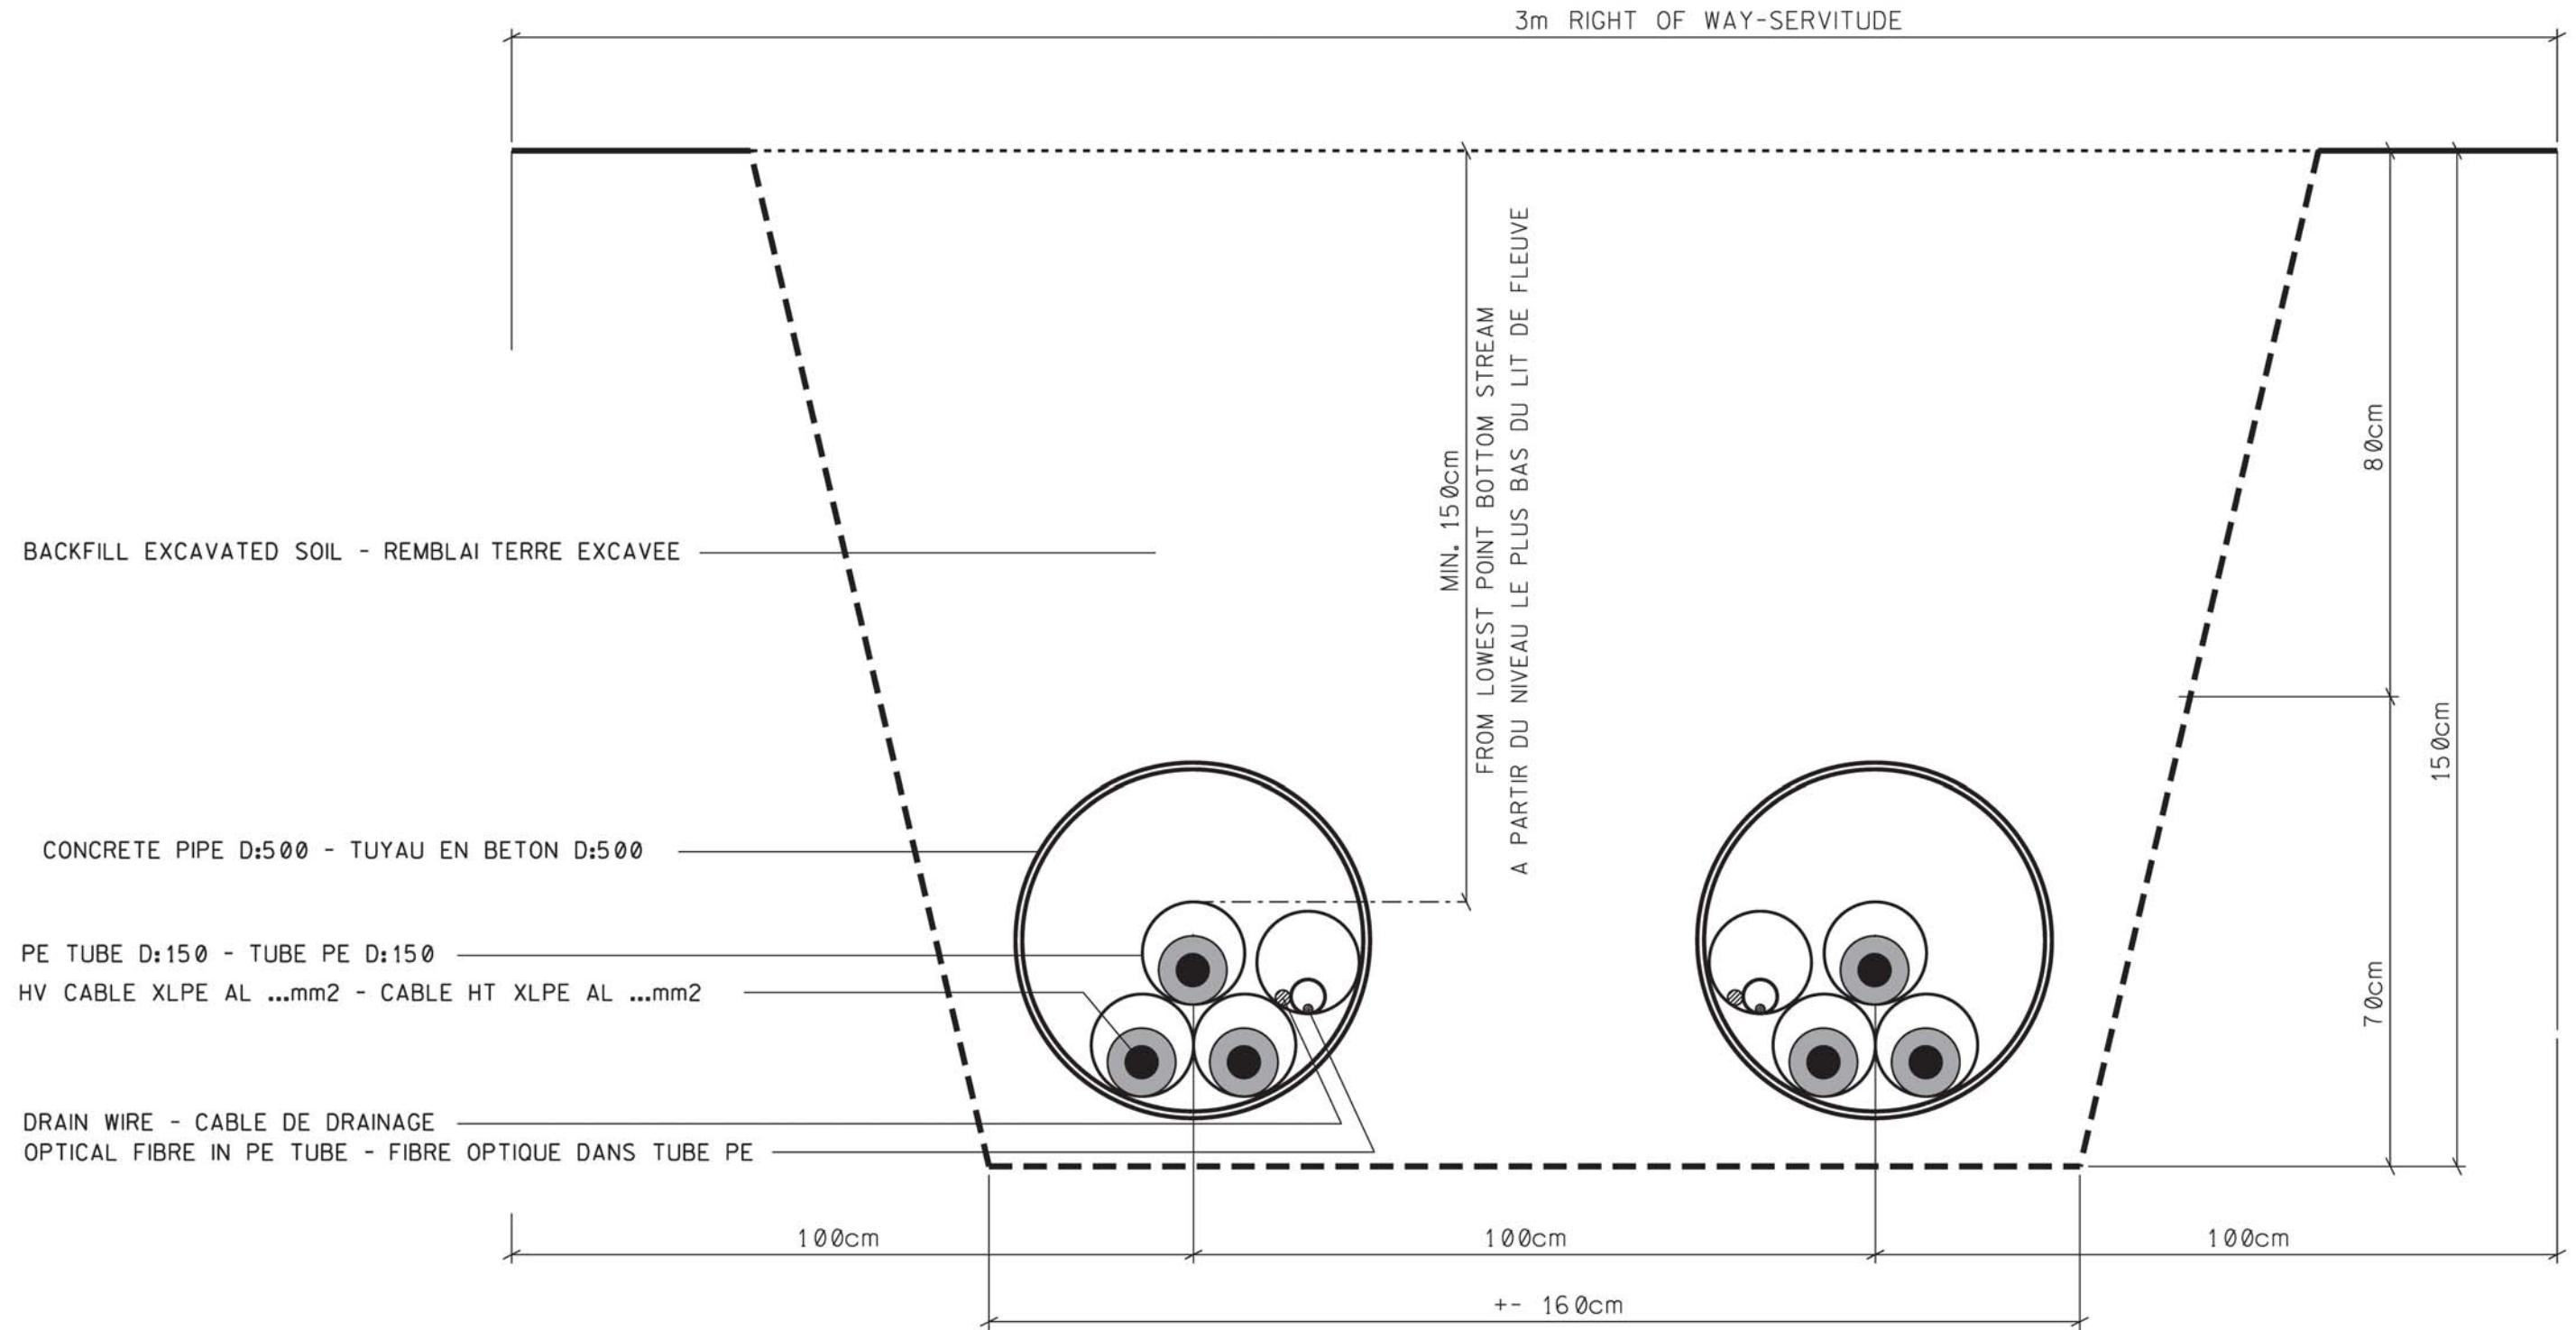 3m RIGHT OF WAY-SERVITUDE
MIN. 150cm
FROM LOWEST POINT BOTTOM STREAM
A PARTIR DU NIVEAU LE PLUS BAS DU LIT DE FLEUVE
80cm
150cm
70cm
BACKFILL EXCAVATED SOIL - REMBLAI TERRE EXCAVEE
CONCRETE PIPE D:500 - TUYAU EN BETON D:500
PE TUBE D:150 - TUBE PE D:150
HV CABLE XLPE AL ...mm2 - CABLE HT XLPE AL ...mm2
DRAIN WIRE - CABLE DE DRAINAGE
OPTICAL FIBRE IN PE TUBE - FIBRE OPTIQUE DANS TUBE PE
100cm
100cm
100cm
+- 160cm